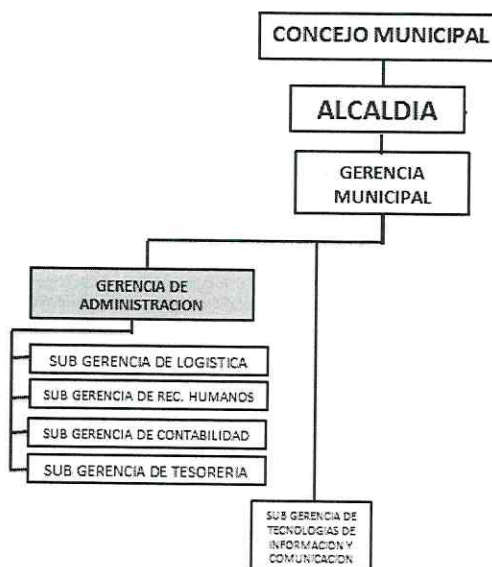 CONCEJO MUNICIPAL
ALCALDIA
GERENCIA
MUNICIPAL
GERENCIA DE
ADMINISTRACION
SUB GERENCIA DE LOGISTICA
SUB GERENCIA DE REC. HUMANOS
SUB GERENCIA DE CONTABILIDAD
SUB GERENCIA DE TESORERIA
SUB GERENCIA DE
TECNOLOGIAS DE
INFORMACION Y
COMUNICACION